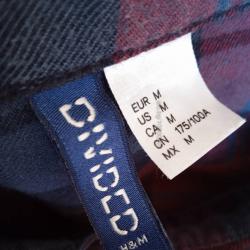 DIVIDED
H&M
EUR M
US M
CA M
CN 175/100A
MX M